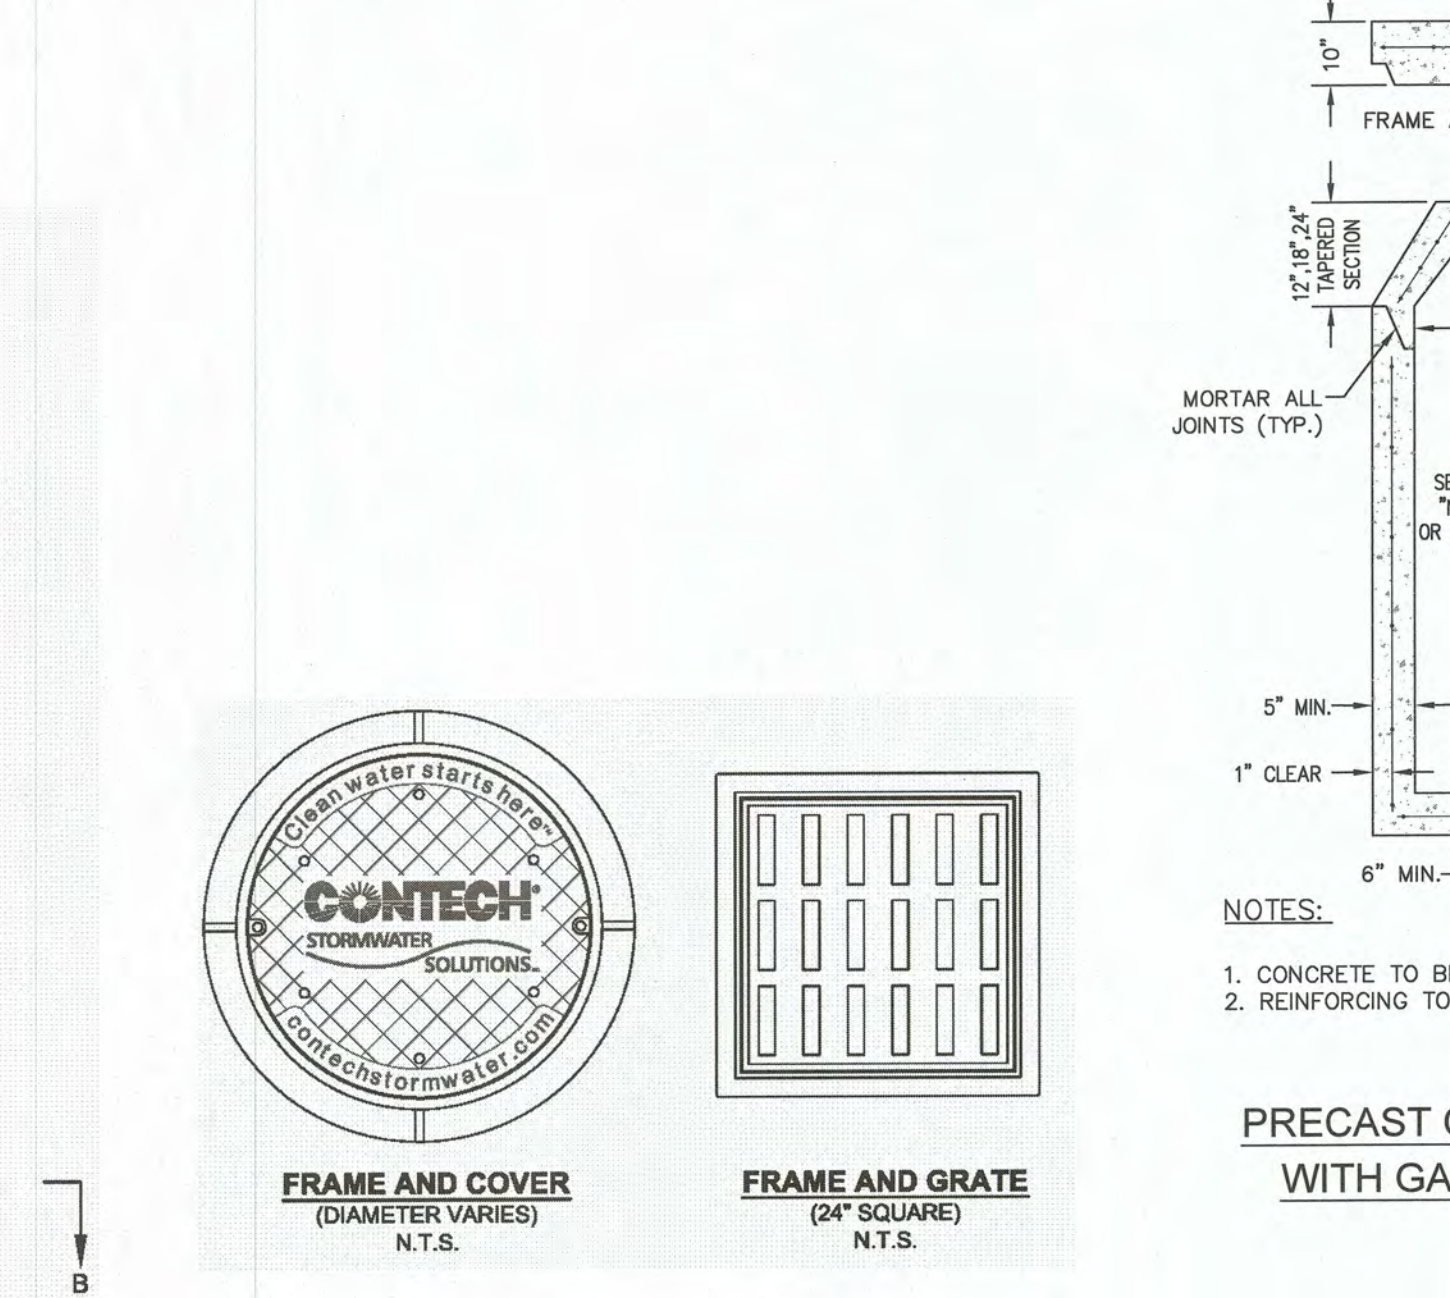 10"
FRAME
12",18",24"
TAPERED
SECTION
MORTAR ALL
JOINTS (TYP.)
OR
5" MIN.
1" CLEAR
6" MIN.
NOTES:
1. CONCRETE TO
2. REINFORCING TO
PRECAST
WITH
Clean water starts here™
CONTECH®
STORMWATER
SOLUTIONS
contechstormwater.com
FRAME AND COVER
(DIAMETER VARIES)
N.T.S.
FRAME AND GRATE
(24" SQUARE)
N.T.S.
B